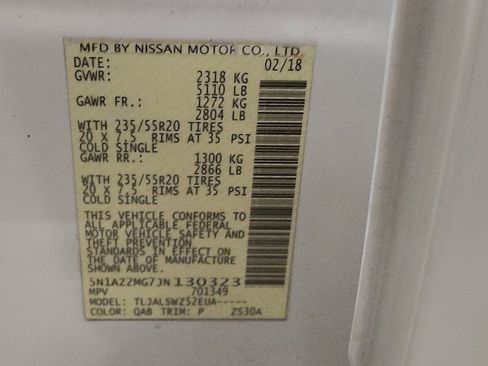 MFD BY NISSAN MOTOR CO., LTD.
DATE: 02/18
GVWR: 2318 KG
5110 LB
GAWR FR.: 1272 KG
2804 LB
WITH 235/55R20 TIRES
20 X 7.5 RIMS AT 35 PSI
COLD SINGLE
GAWR RR.: 1300 KG
2866 LB
WITH 235/55R20 TIRES
20 X 7.5 RIMS AT 35 PSI
COLD SINGLE
THIS VEHICLE CONFORMS TO
ALL APPLICABLE FEDERAL
MOTOR VEHICLE SAFETY AND
THEFT PREVENTION
STANDARDS IN EFFECT ON
THE DATE OF MANUFACTURE
SHOWN ABOVE.
5N1AZ2MG7JN130323
MPV 701349
MODEL: TLJALSWZ52EUA-----
COLOR: QAB TRIM: P 2530A